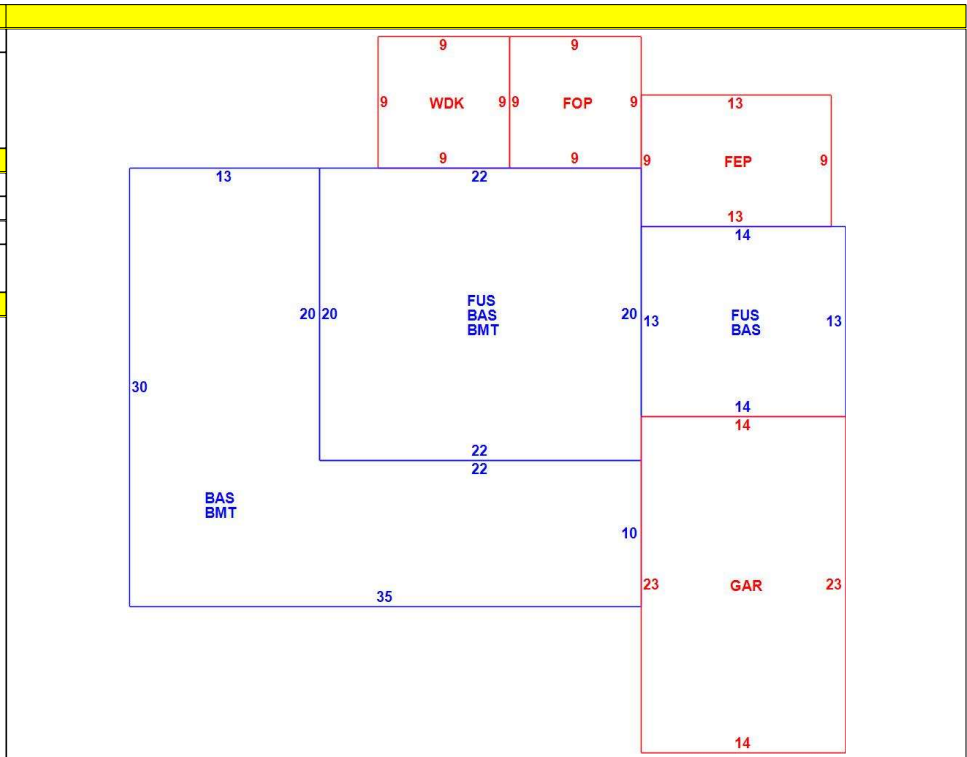 9 9
9 WDK 9 9 FOP 9 13
9 FEP 9
9 9
13 22
13
14
20 20 FUS 20 13 FUS 13
BAS BAS
BMT
30
14
14
22
22
BAS
BMT
10
23 GAR 23
35
14